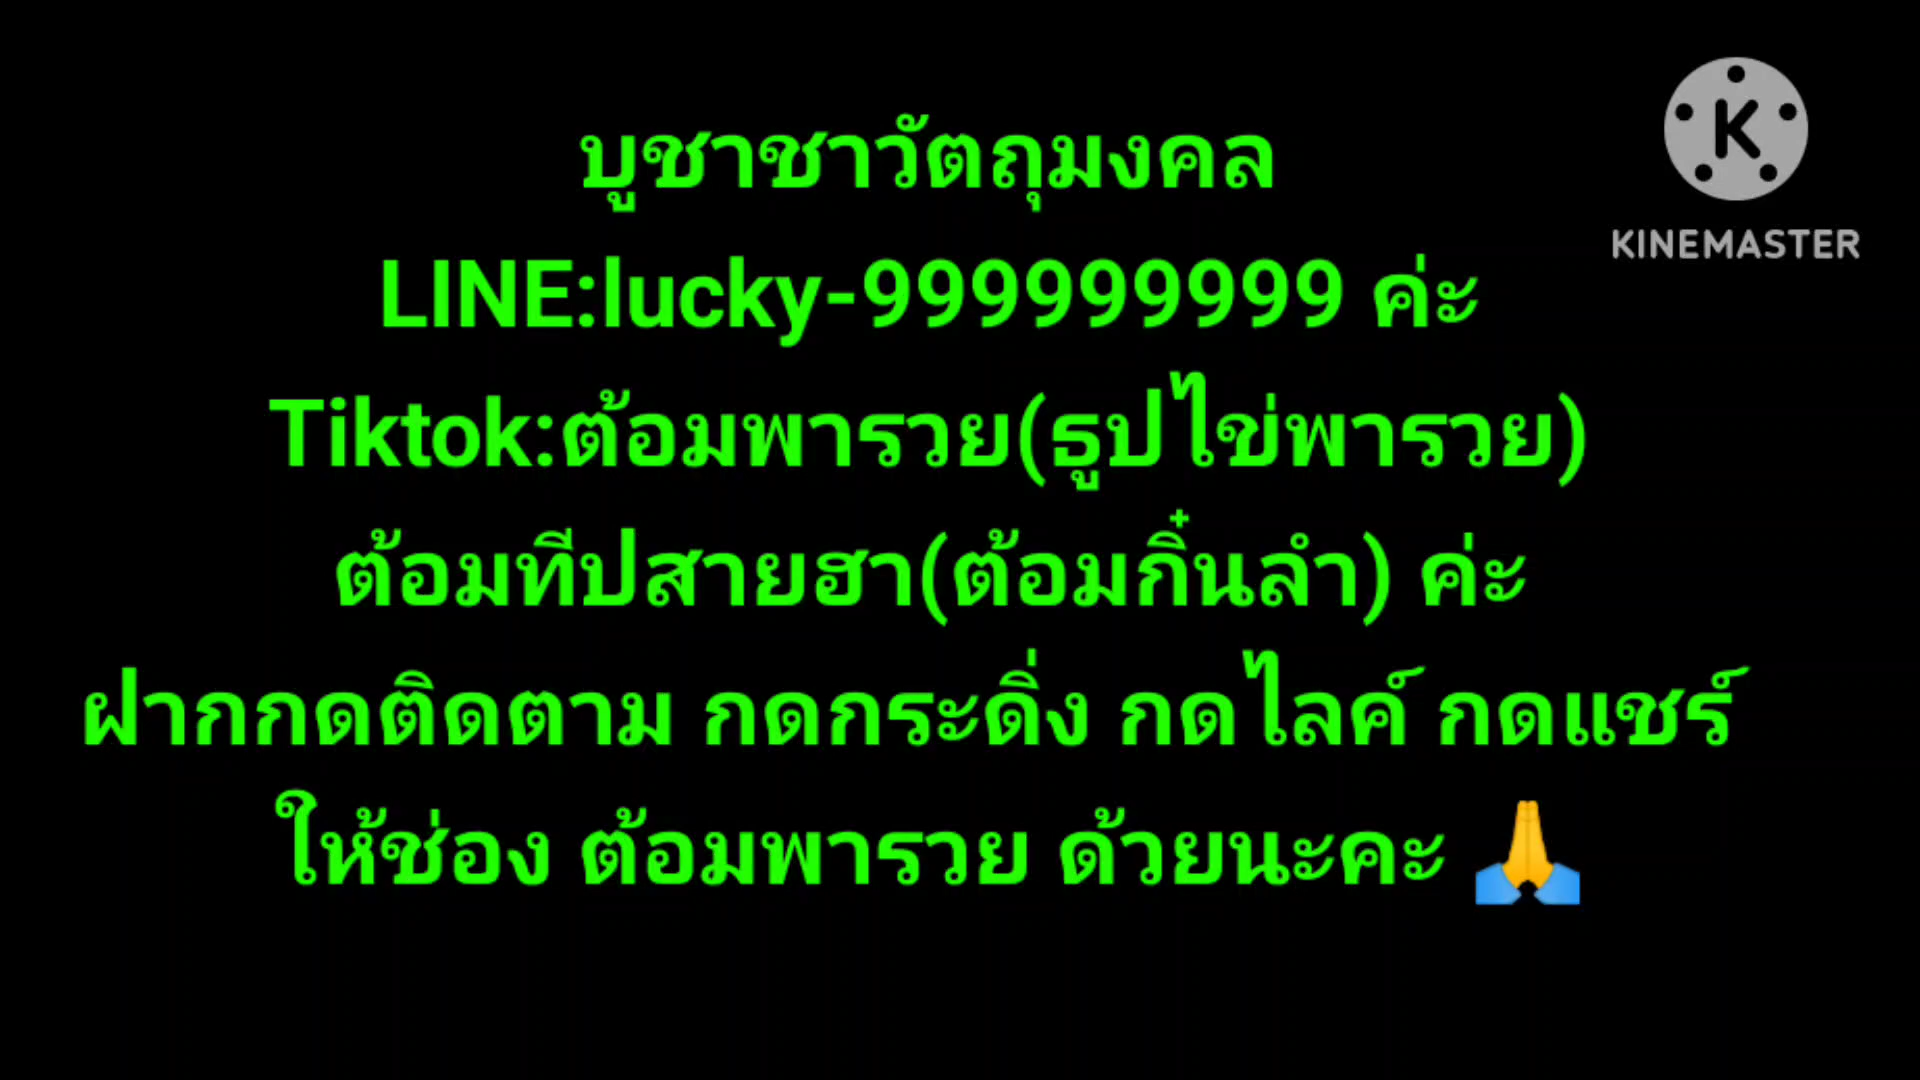 บูชาชาวัตถุมงคล
LINE:lucky-999999999 ค่ะ
Tiktok:ต้อมพารวย(ธูปไข่พารวย)
ต้อมทีปสายฮา(ต้อมกิ๋นลำ) ค่ะ
ฝากกดติดตาม กดกระดิ่ง กดไลค์ กดแชร์
ให้ช่อง ต้อมพารวย ด้วยนะคะ 🙏
K
KINEMASTER